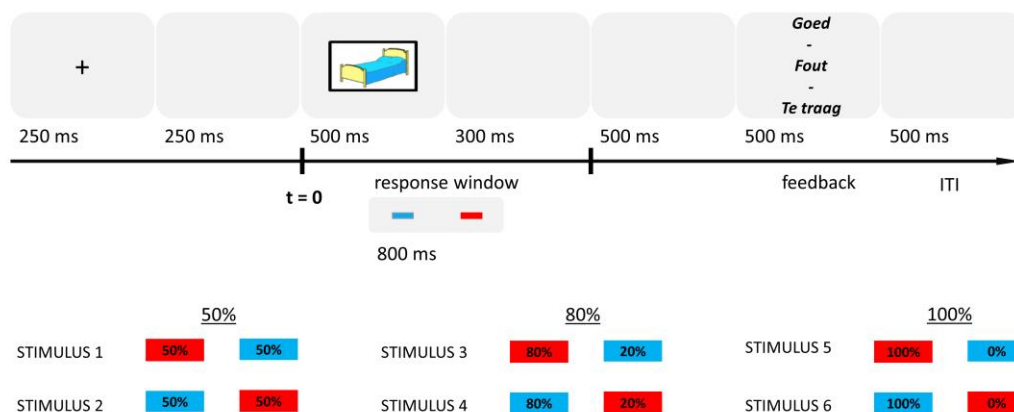 Goed
-
Fout
-
Te traag
+
250 ms 250 ms 500 ms 300 ms 500 ms 500 ms 500 ms
t = 0 response window feedback ITI
800 ms
50% 80% 100%
STIMULUS 1 50% 50% STIMULUS 3 80% 20% STIMULUS 5 100% 0%
STIMULUS 2 50% 50% STIMULUS 4 80% 20% STIMULUS 6 100% 0%